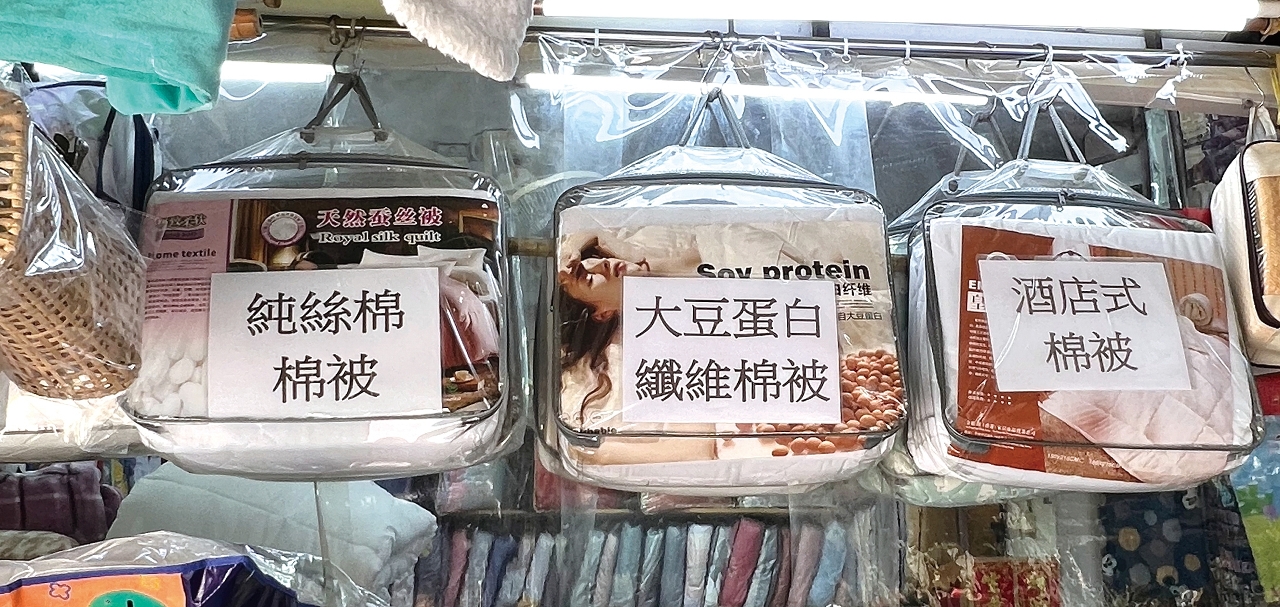 天然蚕丝被
Royal silk quilt
home textile
純絲棉
棉被
Soy protein
大豆蛋白
纖維棉被
酒店式
棉被